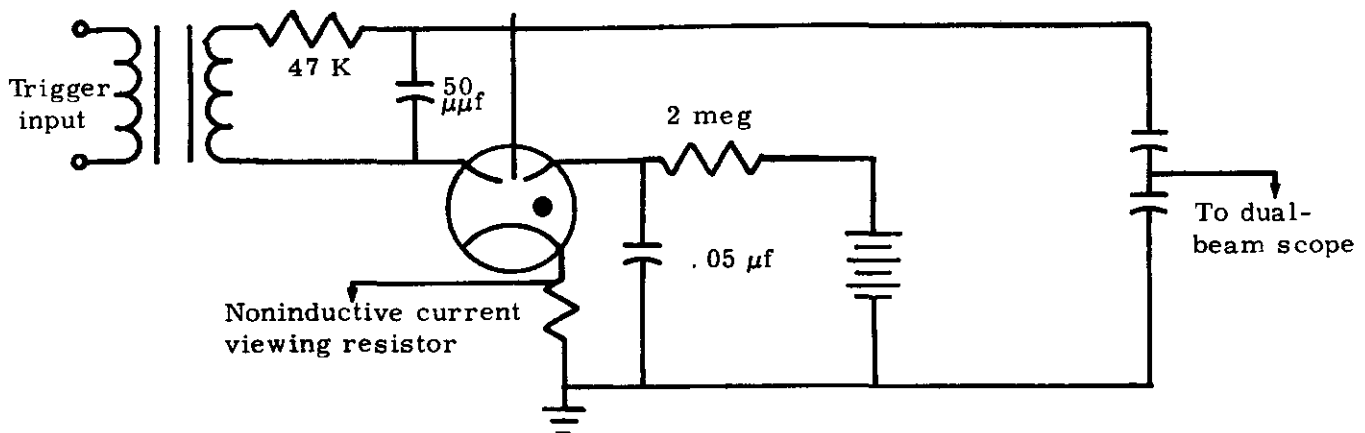 Trigger
input
47 K
50
μμf
2 meg
.05 μf
To dual-
beam scope
Noninductive current
viewing resistor